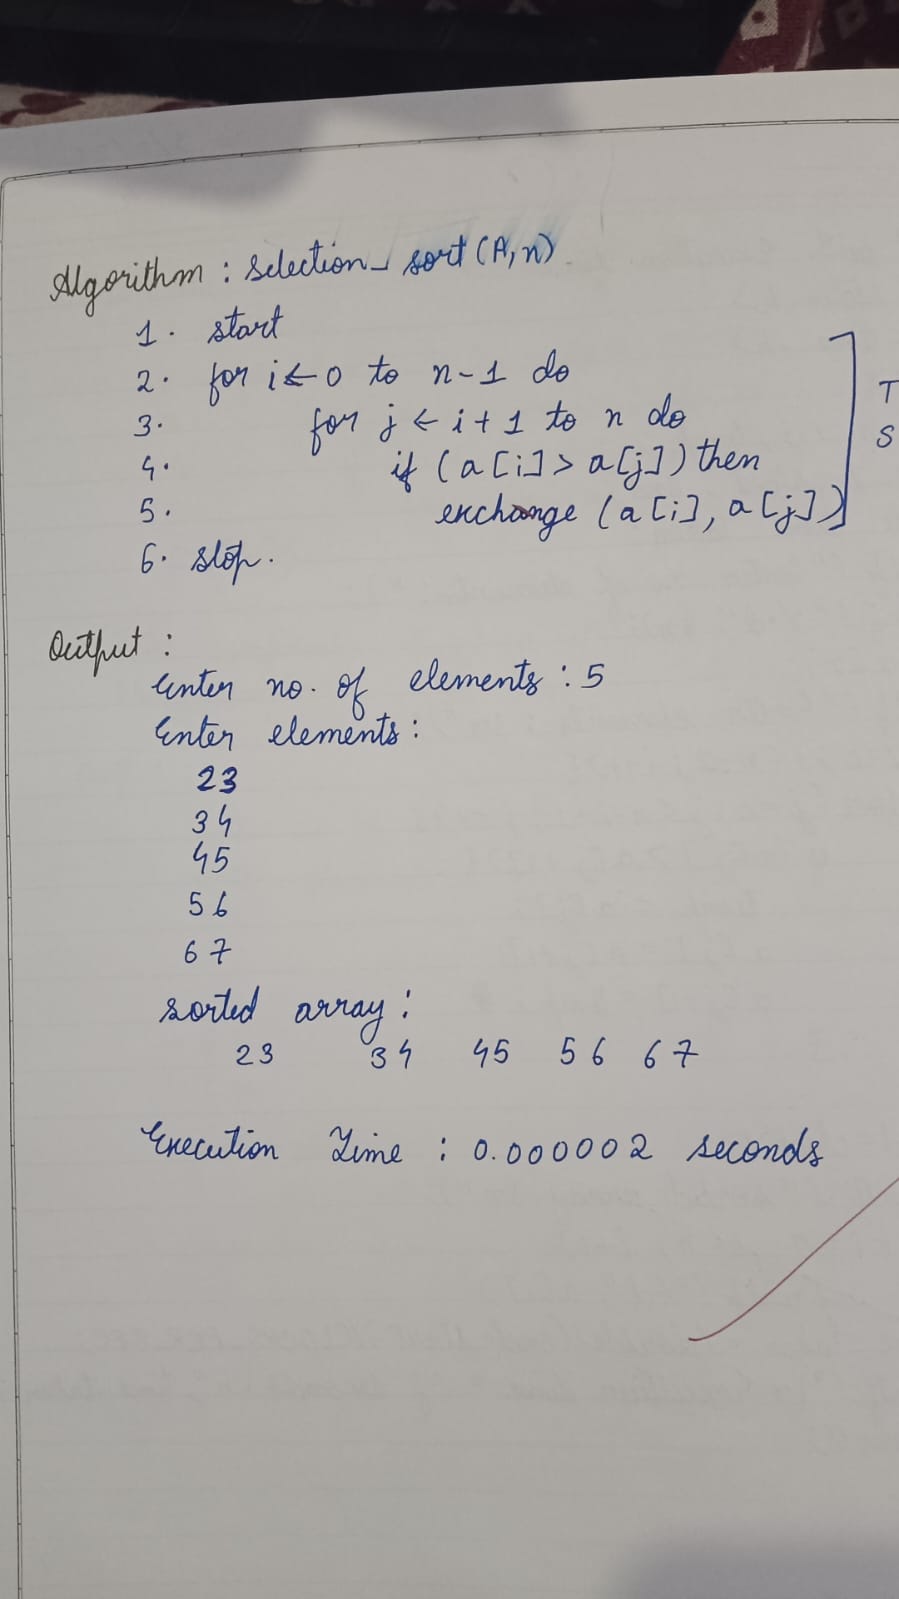 Algorithm : Selection_sort (A,n)
1. start
2. for i ← 0 to n-1 do
3. for j ← i+1 to n do
4. if (a[i] > a[j]) then
5. exchange (a[i], a[j])
6. stop.
T
S
Output :
Enter no. of elements : 5
Enter elements :
23
34
45
56
67
sorted array :
23 34 45 56 67
Execution Time : 0.000002 seconds